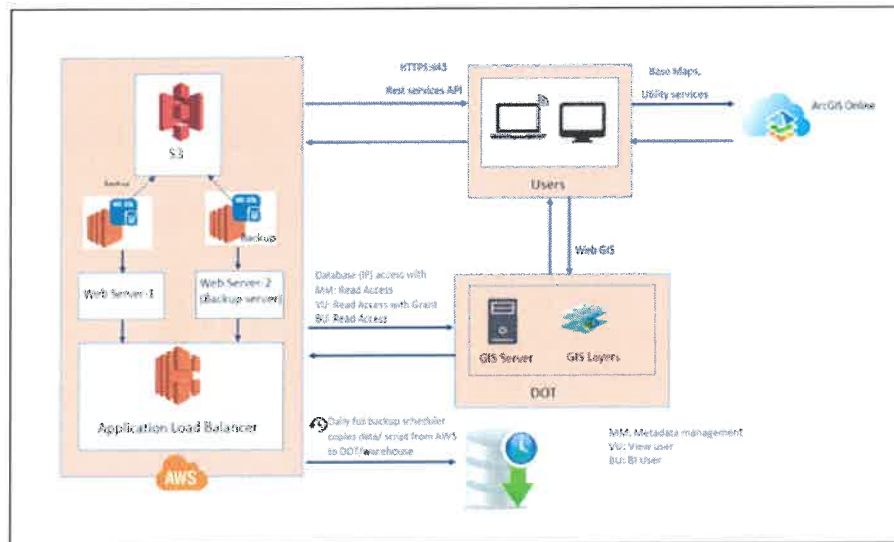 HTTPS:443
Rest services API
Base Maps,
Utility services
ArcGIS Online
S3
Users
Backup
Backup
Web GIS
Web Server-1
Web Server-2
(Backup server)
Database (IP) access with
MM: Read Access
VU: Read Access with Grant
BU: Read Access
GIS Server
GIS Layers
DOT
Application Load Balancer
AWS
Daily full backup scheduler
copies data/ script from AWS
to DOT/warehouse
MM: Metadata management
VU: View user
BU: BI User